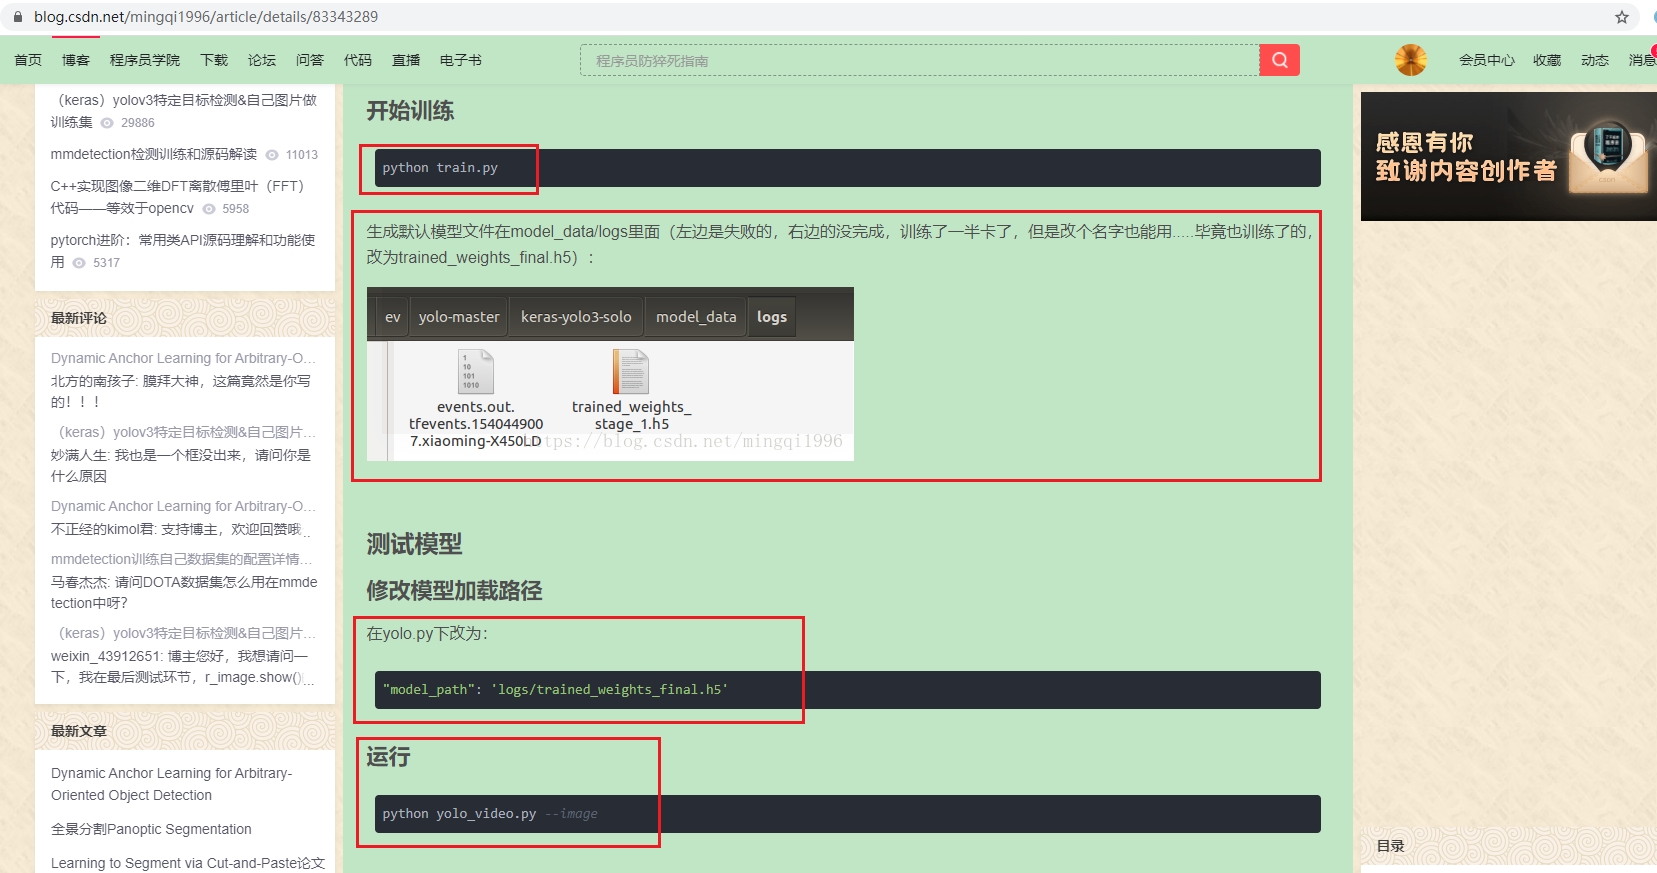 blog.csdn.net/mingqi1996/article/details/83343289
首页 博客 程序员学院 下载 论坛 问答 代码 直播 电子书 程序员防猝死指南 会员中心 收藏 动态 消息
（keras）yolov3特定目标检测&自己图片做
训练集 29886
mmdetection检测训练和源码解读 11013
C++实现图像二维DFT离散傅里叶（FFT）
代码——等效于opencv 5958
pytorch进阶：常用类API源码理解和功能使
用 5317
最新评论
Dynamic Anchor Learning for Arbitrary-O...
北方的南孩子: 膜拜大神，这篇竟然是你写
的！！！
（keras）yolov3特定目标检测&自己图片...
妙满人生: 我也是一个框没出来，请问你是
什么原因
Dynamic Anchor Learning for Arbitrary-O...
不正经的kimol君: 支持博主，欢迎回赞哦...
mmdetection训练自己数据集的配置详情...
马春杰杰: 请问DOTA数据集怎么用在mmde
tection中呀？
（keras）yolov3特定目标检测&自己图片...
weixin_43912651: 博主您好，我想请问一
下，我在最后测试环节，r_image.show()...
最新文章
Dynamic Anchor Learning for Arbitrary-
Oriented Object Detection
全景分割Panoptic Segmentation
Learning to Segment via Cut-and-Paste论文
开始训练
python train.py
生成默认模型文件在model_data/logs里面（左边是失败的，右边的没完成，训练了一半卡了，但是改个名字也能用.....毕竟也训练了的，
改为trained_weights_final.h5）：
ev yolo-master keras-yolo3-solo model_data logs
1
10
101
1010
events.out.
tfevents.154044900
7.xiaoming-X450LD
trained_weights_
stage_1.h5
https://blog.csdn.net/mingqi1996
测试模型
修改模型加载路径
在yolo.py下改为：
"model_path": 'logs/trained_weights_final.h5'
运行
python yolo_video.py --image
感恩有你
致谢内容创作者
csdn
目录